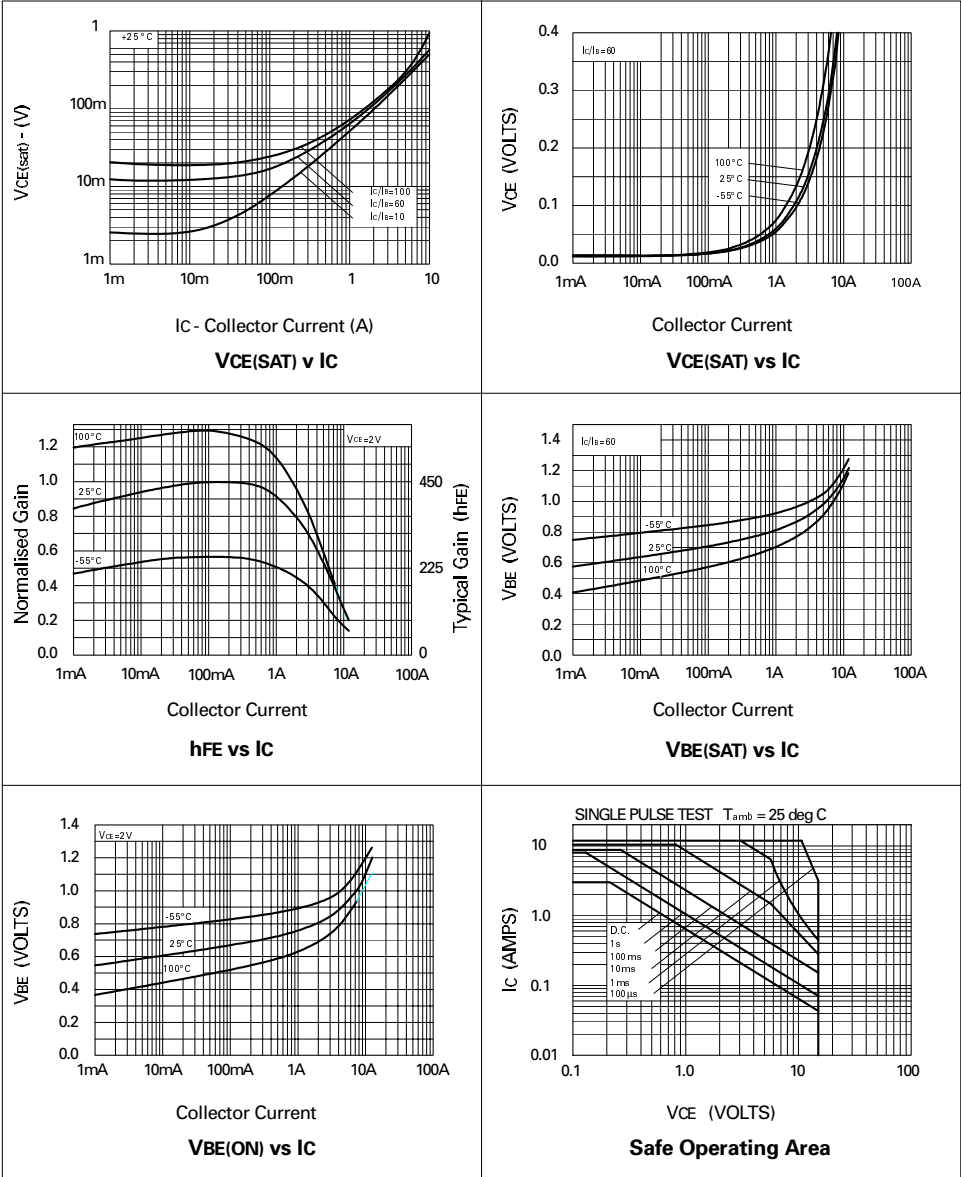 +25°C
1
100m
10m
1m
VCE(sat) - (V)
IC/IB=100
IC/IB=60
IC/IB=10
1m 10m 100m 1 10
IC - Collector Current (A)
VCE(SAT) v IC
IC/IB=60
0.4
0.3
0.2
0.1
0.0
VCE (VOLTS)
100°C
25°C
-55°C
1mA 10mA 100mA 1A 10A 100A
Collector Current
VCE(SAT) vs IC
100°C
VCE=2V
1.2
1.0
0.8
0.6
0.4
0.2
0.0
Normalised Gain
25°C
-55°C
450
225
0
Typical Gain (hFE)
1mA 10mA 100mA 1A 10A 100A
Collector Current
hFE vs IC
IC/IB=60
1.4
1.2
1.0
0.8
0.6
0.4
0.2
0.0
VBE (VOLTS)
-55°C
25°C
100°C
1mA 10mA 100mA 1A 10A 100A
Collector Current
VBE(SAT) vs IC
VCE=2V
1.4
1.2
1.0
0.8
0.6
0.4
0.2
0.0
VBE (VOLTS)
-55°C
25°C
100°C
1mA 10mA 100mA 1A 10A 100A
Collector Current
VBE(ON) vs IC
SINGLE PULSE TEST Tamb = 25 deg C
10
1.0
0.1
0.01
IC (AMPS)
D.C.
1s
100ms
10ms
1ms
100µs
0.1 1.0 10 100
VCE (VOLTS)
Safe Operating Area